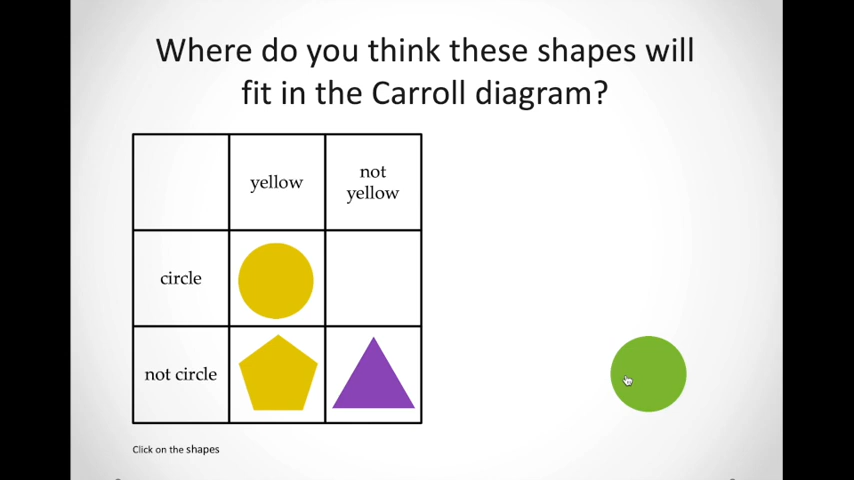 Where do you think these shapes will
fit in the Carroll diagram?
yellow
not
yellow
circle
not circle
Click on the shapes